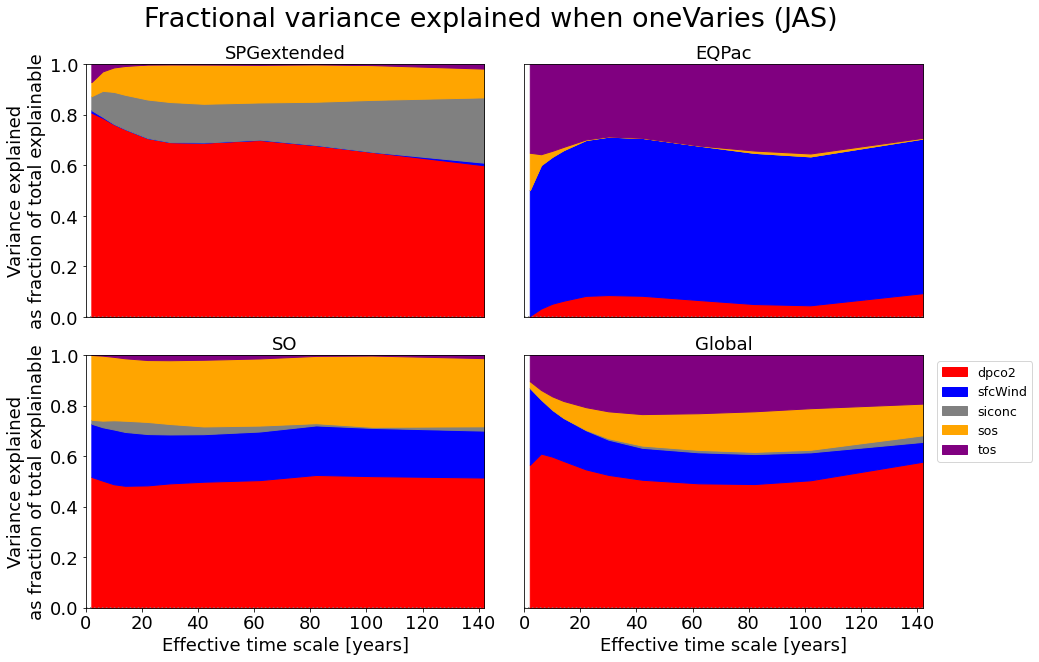 Fractional variance explained when oneVaries (JAS)
SPGextended
EQPac
Variance explained
as fraction of total explainable
1.0
0.8
0.6
0.4
0.2
0.0
SO
Global
Variance explained
as fraction of total explainable
1.0
0.8
0.6
0.4
0.2
0.0
0 20 40 60 80 100 120 140
Effective time scale [years]
0 20 40 60 80 100 120 140
Effective time scale [years]
dpco2
sfcWind
siconc
sos
tos